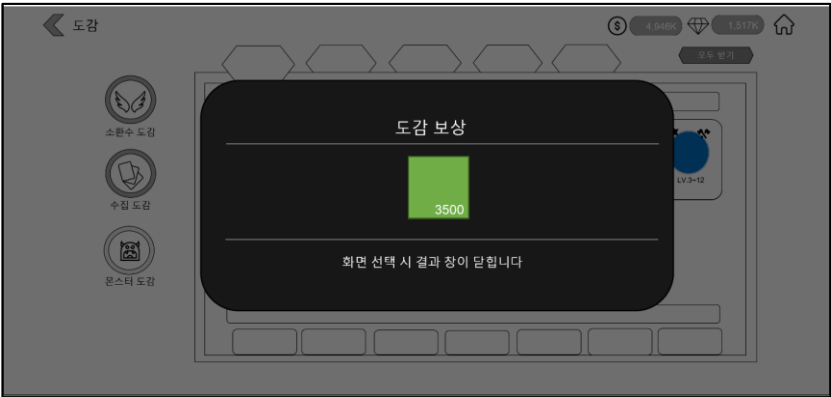 도감
4,946K
1,517K
모두 받기
소환수 도감
수집 도감
몬스터 도감
도감 보상
3500
화면 선택 시 결과 창이 닫힙니다
LV.3~12